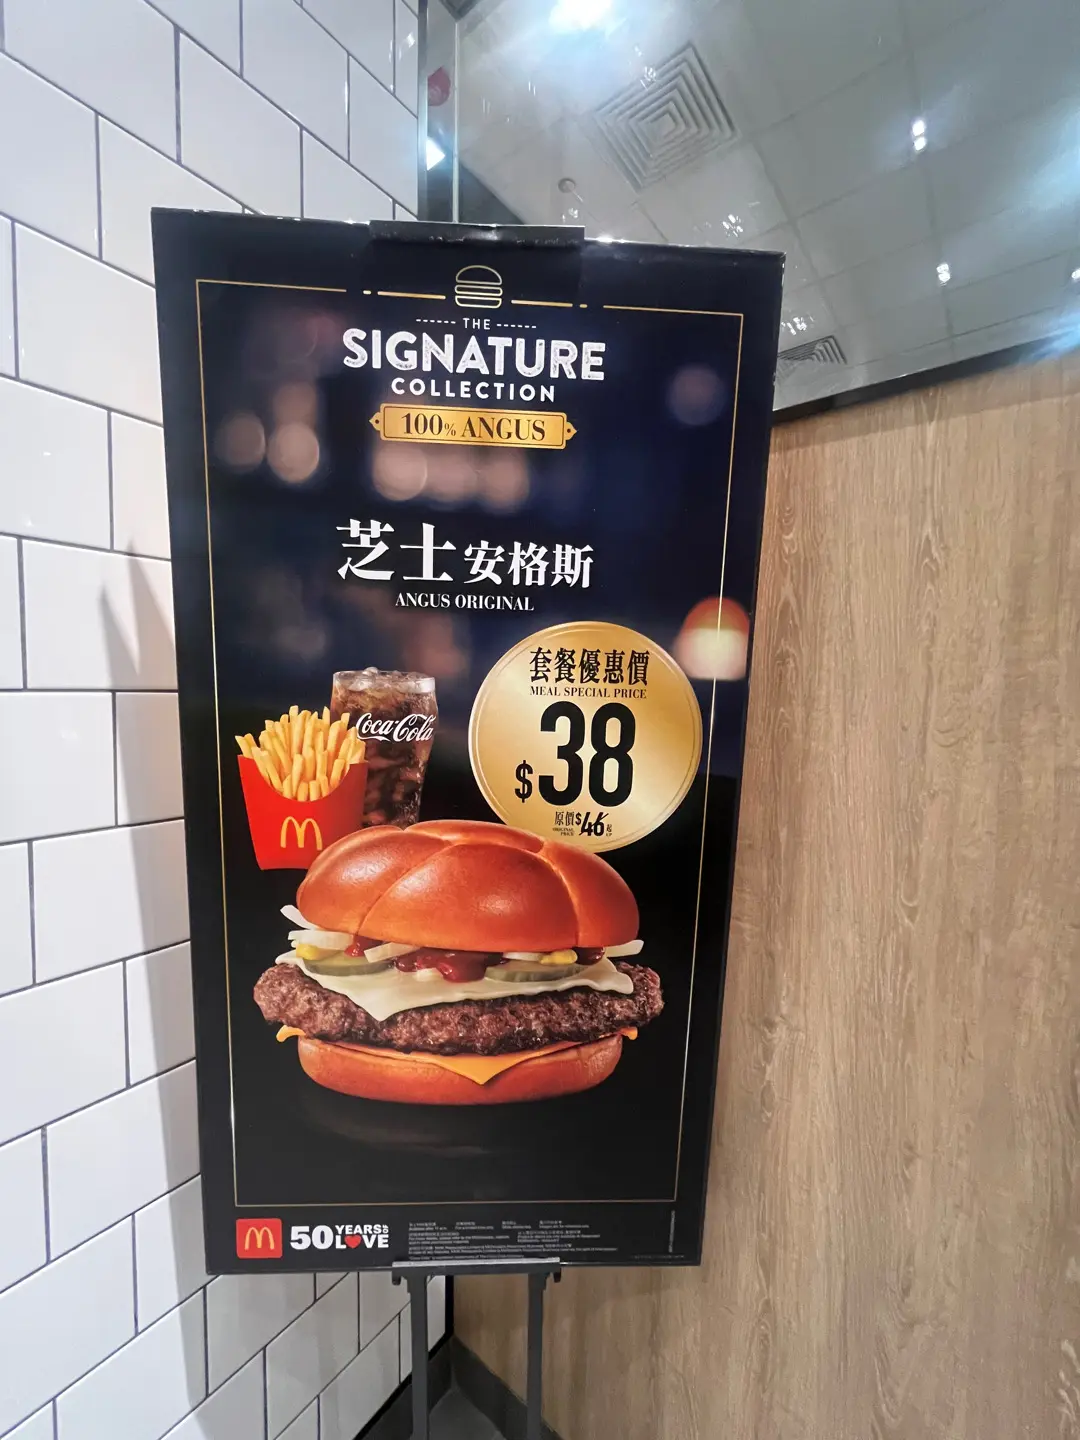 THE
SIGNATURE
COLLECTION
100% ANGUS
芝士安格斯
ANGUS ORIGINAL
套餐優惠價
MEAL SPECIAL PRICE
$38
原價$46起
ORIGINAL PRICE
UP
Coca-Cola
50 YEARS OF LOVE